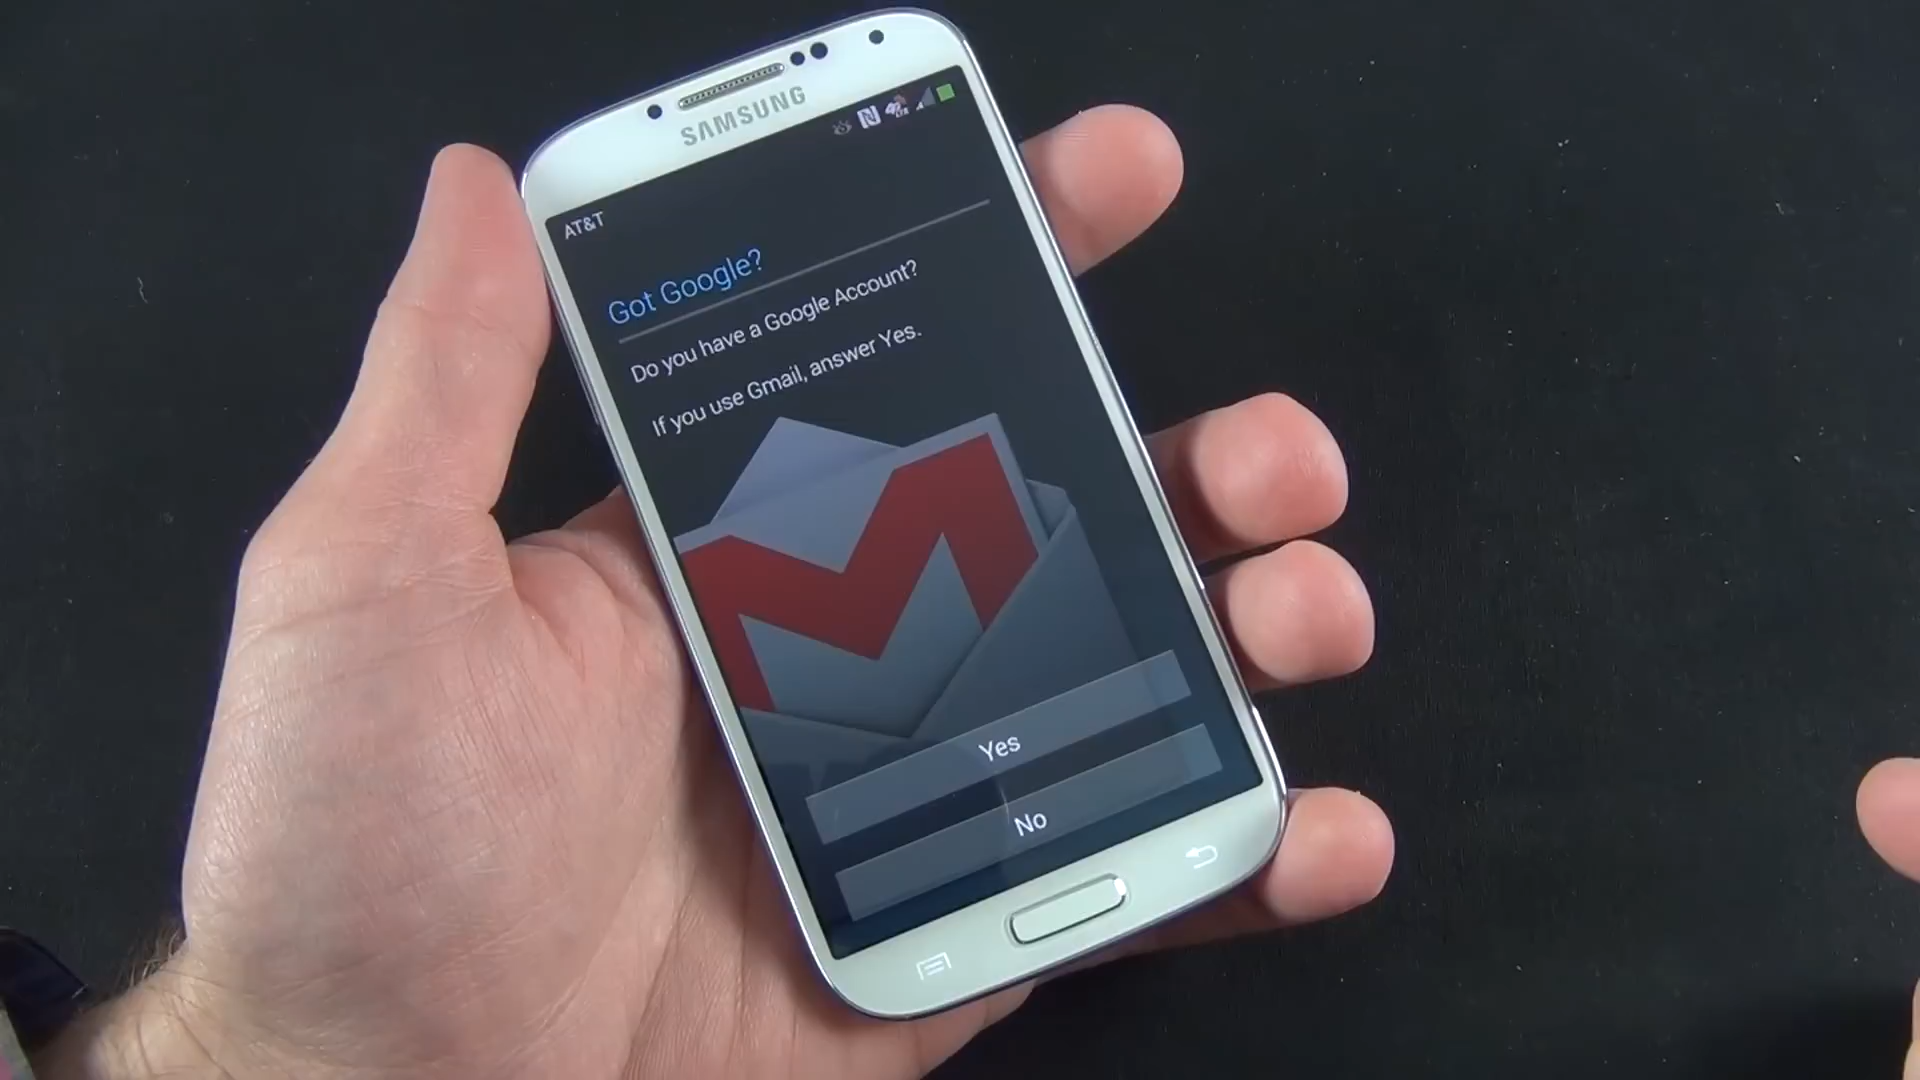 SAMSUNG
AT&T
Got Google?
Do you have a Google Account?
If you use Gmail, answer Yes.
Yes
No